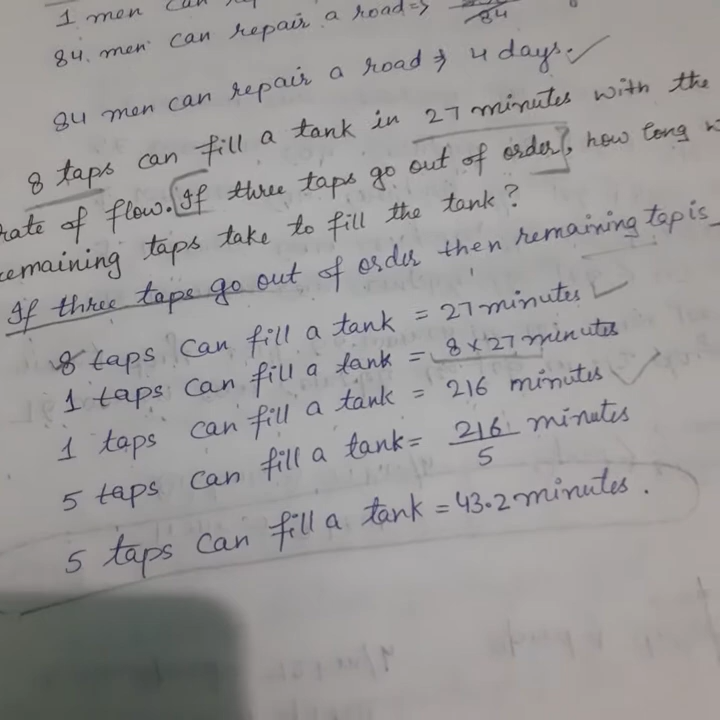 1 men can
84. men can repair a road ⇒ 84
84 men can repair a road ⇒ 4 days.
8 taps can fill a tank in 27 minutes with the
rate of flow. If three taps go out of order, how long
remaining taps take to fill the tank?
If three taps go out of order then remaining tap is
8 taps can fill a tank = 27 minutes
1 taps can fill a tank = 8 × 27 minutes
1 taps can fill a tank = 216 minutes
5 taps can fill a tank = 216/5 minutes
5 taps can fill a tank = 43.2 minutes.